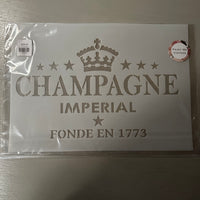 CHAMPAGNE
IMPERIAL
FONDE EN 1773